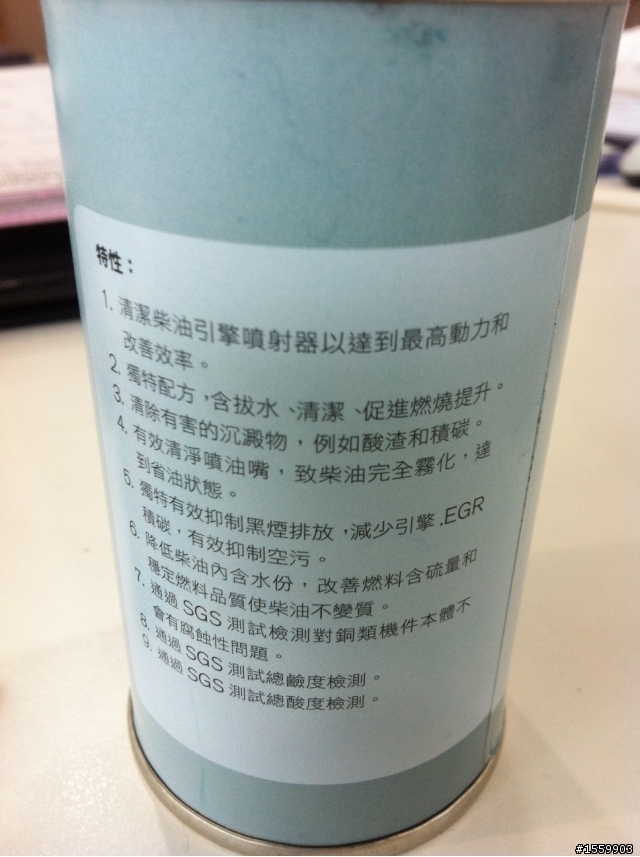 特性：
1. 清潔柴油引擎噴射器以達到最高動力和
改善效率。
2. 獨特配方,含拔水、清潔、促進燃燒提升。
3. 清除有害的沉澱物，例如酸渣和積碳。
4. 有效清淨噴油嘴，致柴油完全霧化，達
到省油狀態。
5. 獨特有效抑制黑煙排放,減少引擎.EGR
積碳，有效抑制空污。
6. 降低柴油內含水份，改善燃料含硫量和
穩定燃料品質使柴油不變質。
7. 通過 SGS 測試檢測對銅類機件本體不
會有腐蝕性問題。
8. 通過 SGS 測試總鹼度檢測。
9. 通過 SGS 測試總酸度檢測。
#1559903